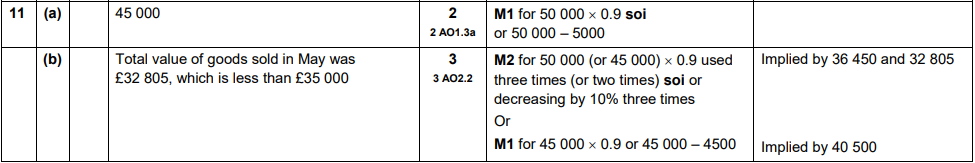 11 (a) 45 000 2 M1 for 50 000 × 0.9 soi
2 AO1.3a or 50 000 – 5000
(b) Total value of goods sold in May was 3 M2 for 50 000 (or 45 000) × 0.9 used Implied by 36 450 and 32 805
£32 805, which is less than £35 000 3 AO2.2 three times (or two times) soi or
decreasing by 10% three times
Or
M1 for 45 000 × 0.9 or 45 000 – 4500 Implied by 40 500